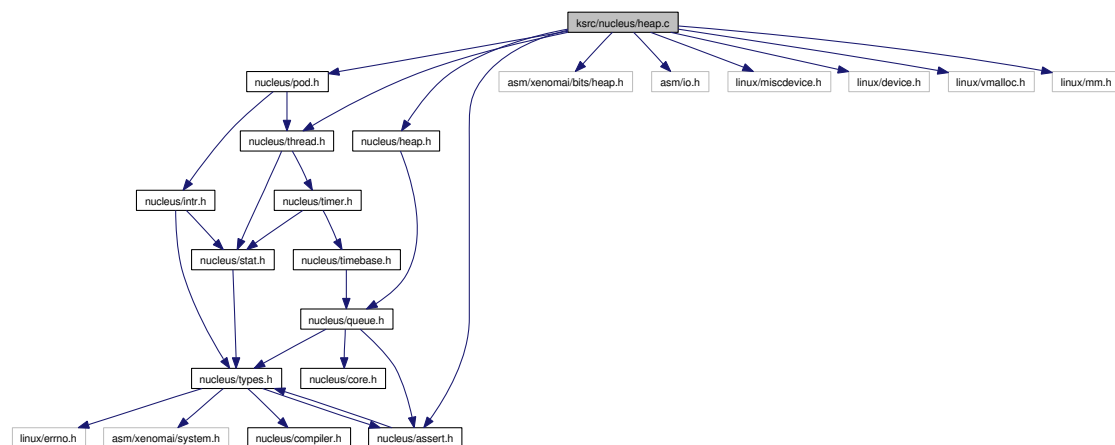 ksrc/nucleus/heap.c
nucleus/pod.h
asm/xenomai/bits/heap.h
asm/io.h
linux/miscdevice.h
linux/device.h
linux/vmalloc.h
linux/mm.h
nucleus/thread.h
nucleus/heap.h
nucleus/intr.h
nucleus/timer.h
nucleus/stat.h
nucleus/timebase.h
nucleus/queue.h
nucleus/types.h
nucleus/core.h
linux/errno.h
asm/xenomai/system.h
nucleus/compiler.h
nucleus/assert.h